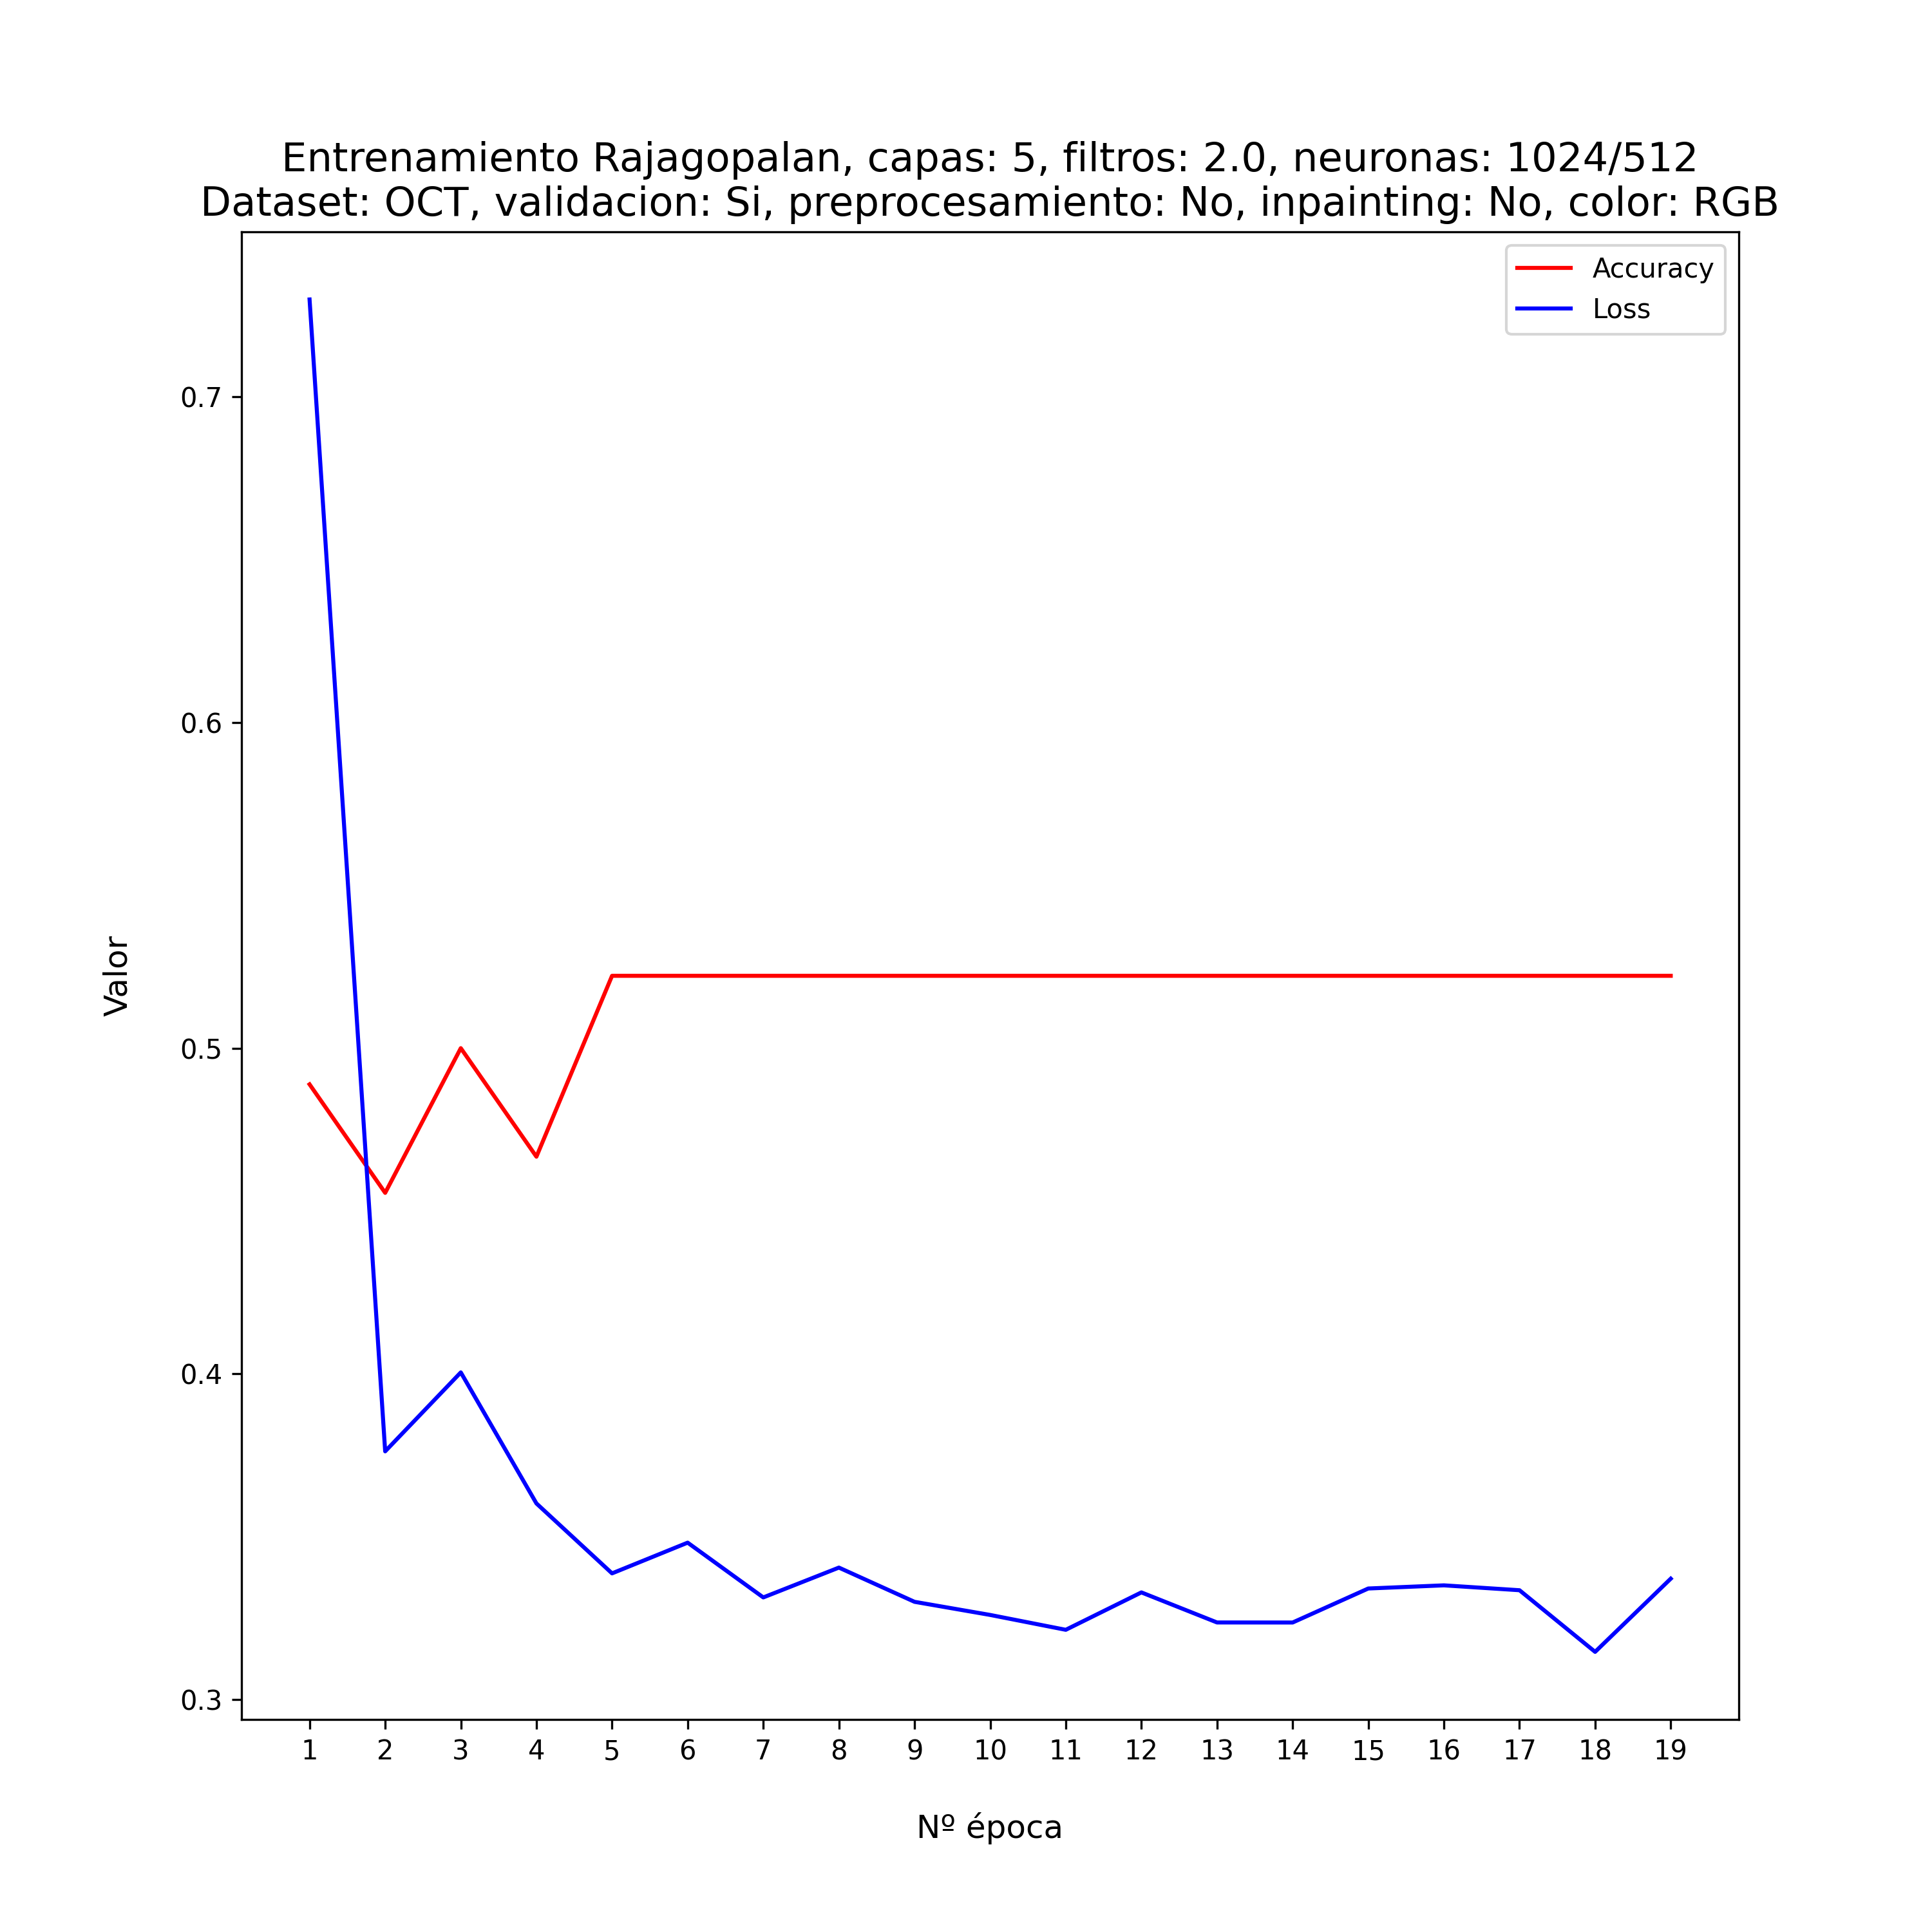 Entrenamiento Rajagopalan, capas: 5, filtros: 2.0, neuronas: 1024/512
Dataset: OCT, validacion: Si, preprocesamiento: No, inpainting: No, color: RGB
Accuracy
Loss
0.7
0.6
0.5
0.4
0.3
Valor
1 2 3 4 5 6 7 8 9 10 11 12 13 14 15 16 17 18 19
Nº época